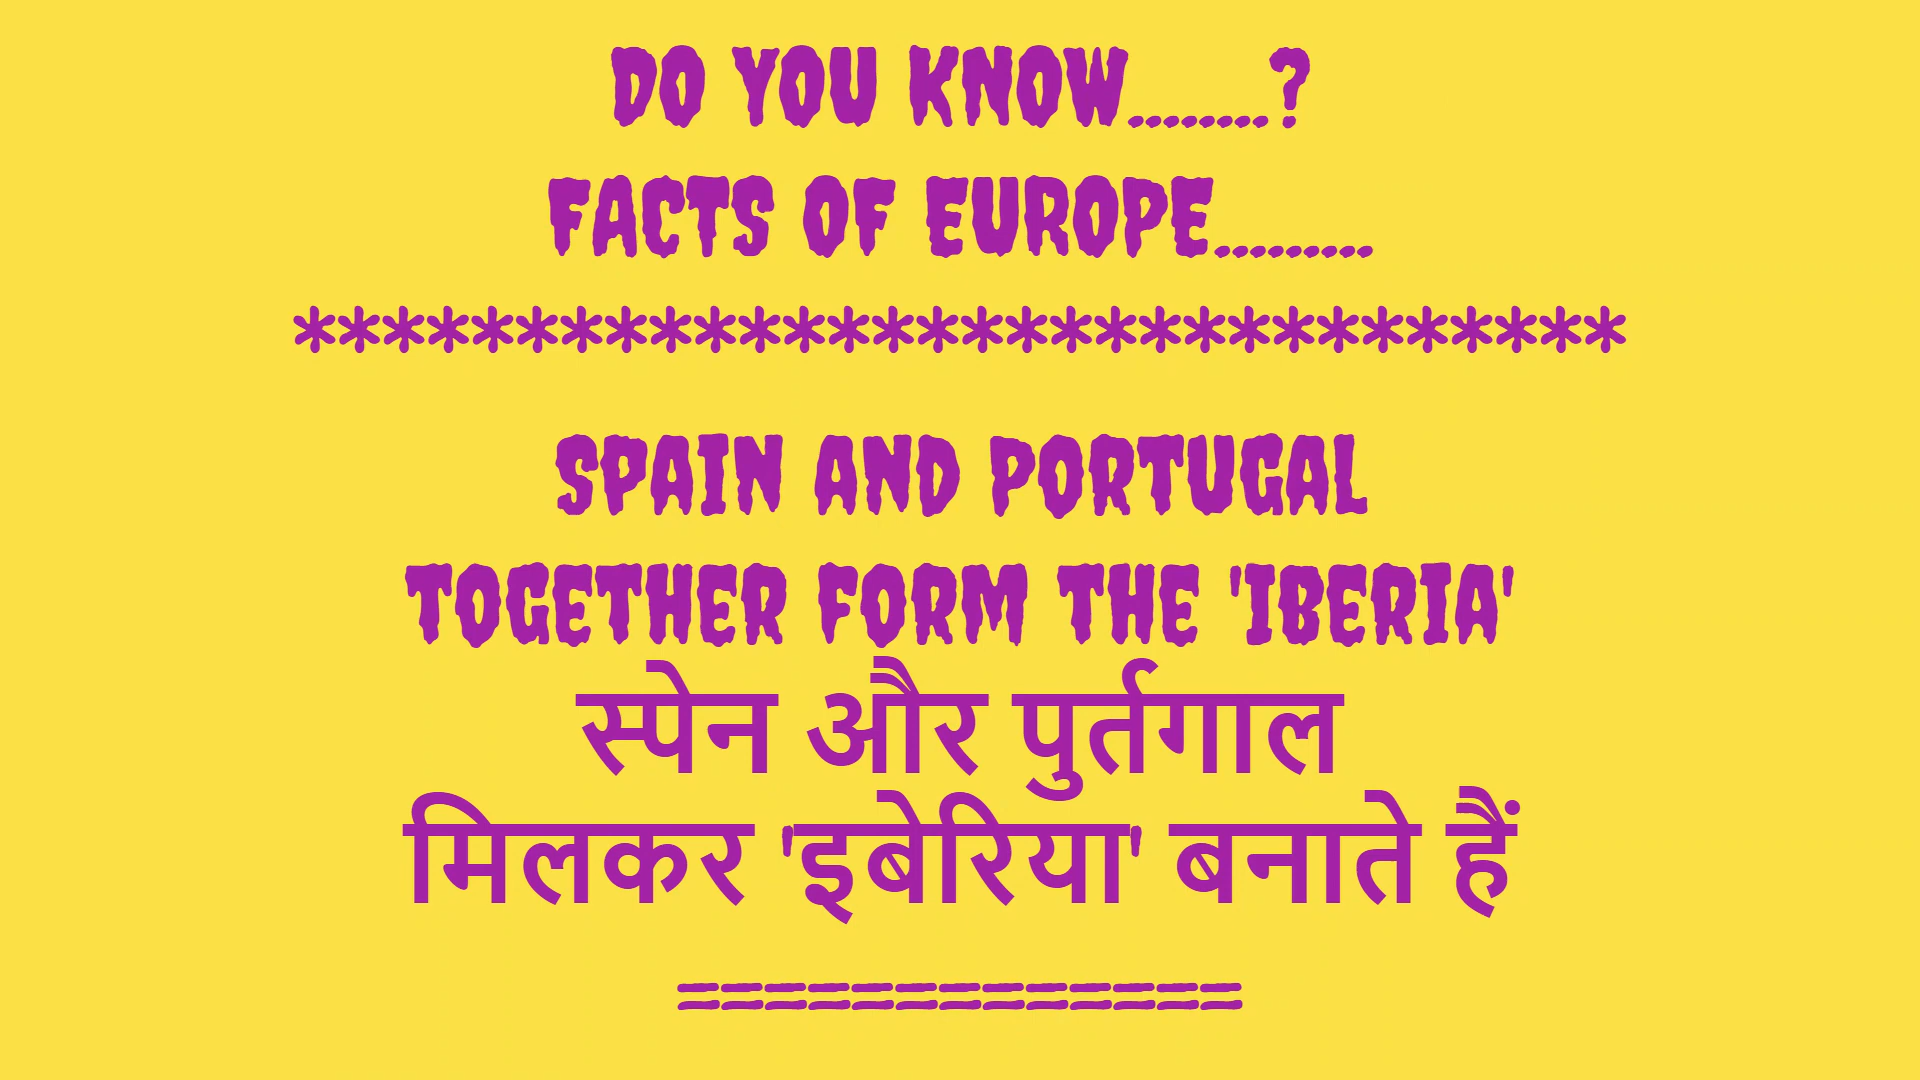 DO YOU KNOW........?
FACTS OF EUROPE.........
******************************
SPAIN AND PORTUGAL
TOGETHER FORM THE 'IBERIA'
स्पेन और पुर्तगाल
मिलकर 'इबेरिया' बनाते हैं
=============